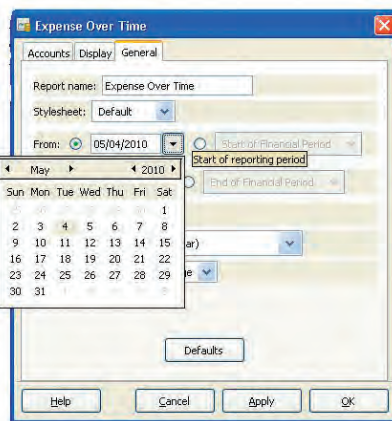 Expense Over Time
Accounts Display General
Report name: Expense Over Time
Stylesheet: Default
From: 05/04/2010 Start of Financial Period
Start of reporting period
May 2010
End of Financial Period
Sun Mon Tue Wed Thu Fri Sat
1
2 3 4 5 6 7 8
9 10 11 12 13 14 15
ar)
16 17 18 19 20 21 22
23 24 25 26 27 28 29
30 31
Defaults
Help Cancel Apply OK